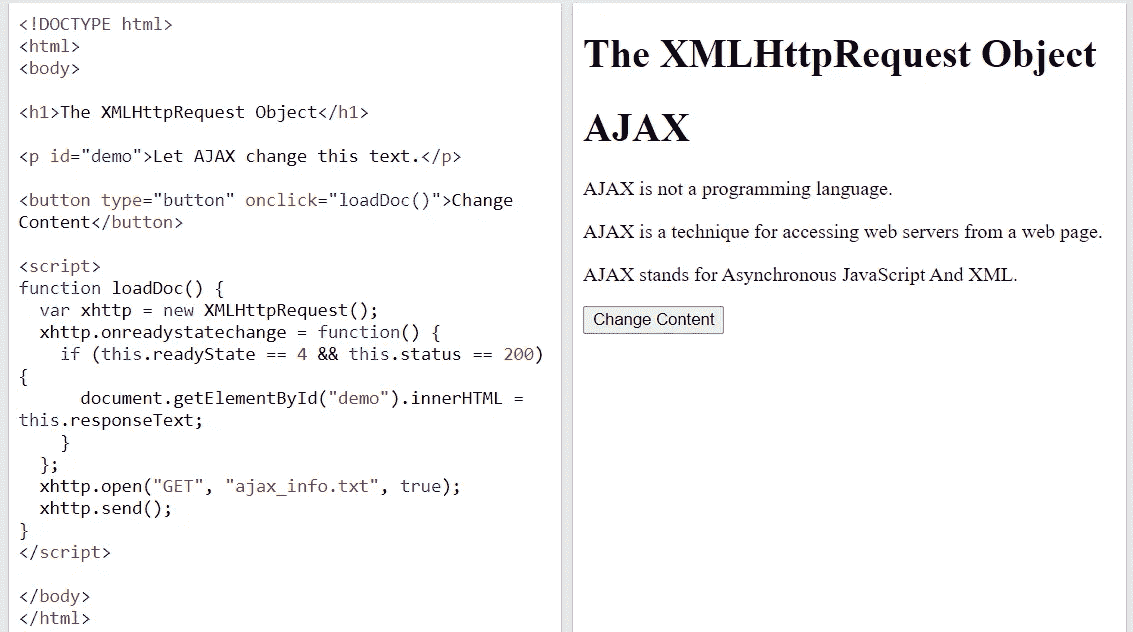 <!DOCTYPE html>
<html>
<body>
<h1>The XMLHttpRequest Object</h1>
<p id="demo">Let AJAX change this text.</p>
<button type="button" onclick="loadDoc()">Change
Content</button>
<script>
function loadDoc() {
  var xhttp = new XMLHttpRequest();
  xhttp.onreadystatechange = function() {
    if (this.readyState == 4 && this.status == 200)
{
      document.getElementById("demo").innerHTML =
this.responseText;
    }
  };
  xhttp.open("GET", "ajax_info.txt", true);
  xhttp.send();
}
</script>
</body>
</html>
The XMLHttpRequest Object
AJAX
AJAX is not a programming language.
AJAX is a technique for accessing web servers from a web page.
AJAX stands for Asynchronous JavaScript And XML.
Change Content